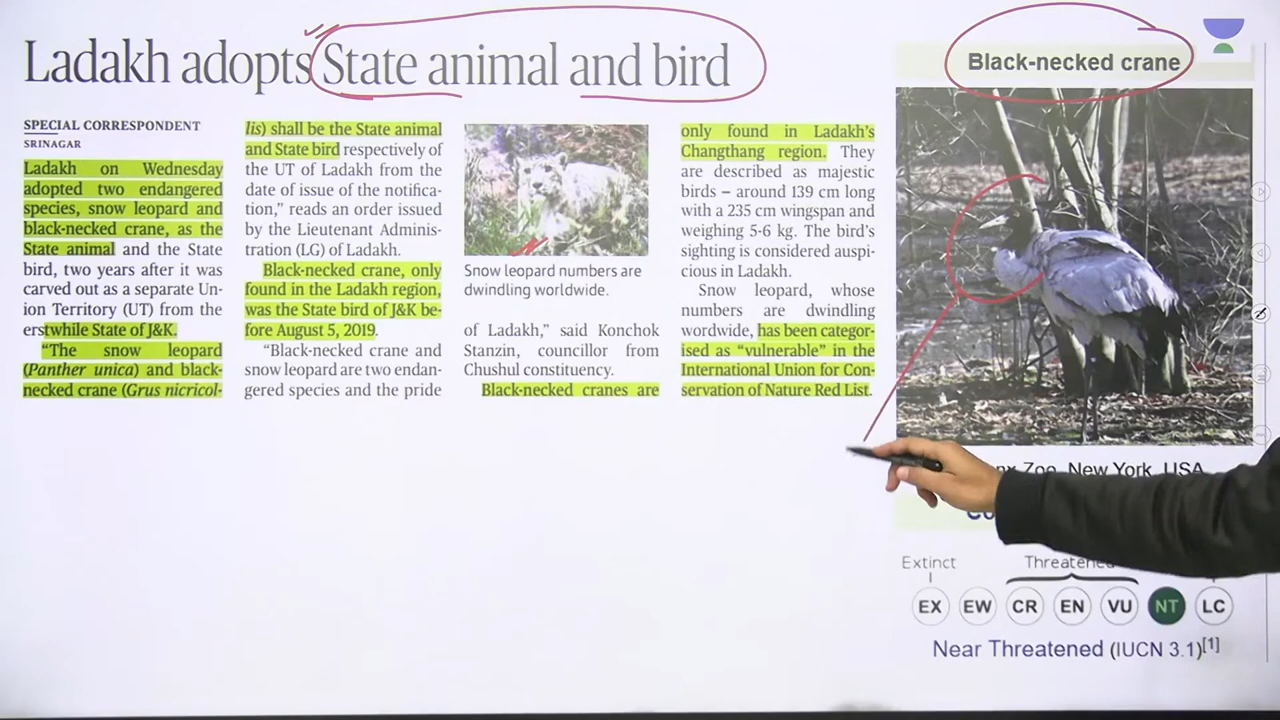 Ladakh adopts State animal and bird
SPECIAL CORRESPONDENT
SRINAGAR
Ladakh on Wednesday
adopted two endangered
species, snow leopard and
black-necked crane, as the
State animal and the State
bird, two years after it was
carved out as a separate Un-
ion Territory (UT) from the
erstwhile State of J&K.
“The snow leopard
(Panther unica) and black-
necked crane (Grus nicricol-
lis) shall be the State animal
and State bird respectively of
the UT of Ladakh from the
date of issue of the notifica-
tion,” reads an order issued
by the Lieutenant Adminis-
tration (LG) of Ladakh.
Black-necked crane, only
found in the Ladakh region,
was the State bird of J&K be-
fore August 5, 2019.
“Black-necked crane and
snow leopard are two endan-
gered species and the pride
Snow leopard numbers are
dwindling worldwide.
of Ladakh,” said Konchok
Stanzin, councillor from
Chushul constituency.
Black-necked cranes are
only found in Ladakh’s
Changthang region. They
are described as majestic
birds – around 139 cm long
with a 235 cm wingspan and
weighing 5-6 kg. The bird’s
sighting is considered auspi-
cious in Ladakh.
Snow leopard, whose
numbers are dwindling
wordwide, has been categor-
ised as “vulnerable” in the
International Union for Con-
servation of Nature Red List.
Black-necked crane
Zoo, New York, USA
Extinct
Threatened
EX EW CR EN VU NT LC
Near Threatened (IUCN 3.1)[1]